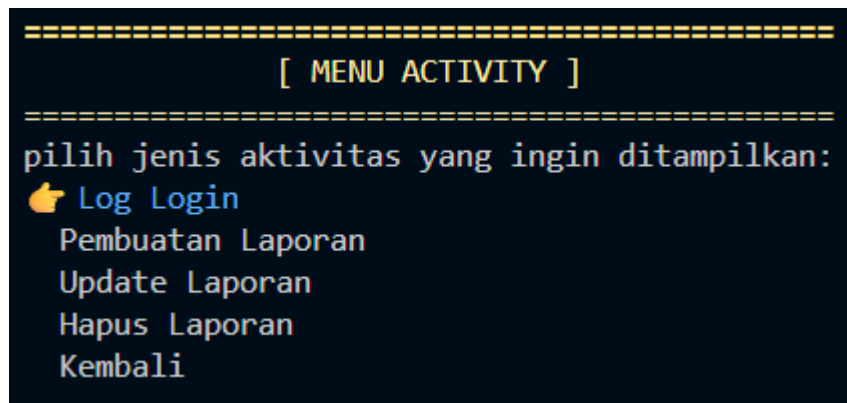 =============================================
[ MENU ACTIVITY ]
=============================================
pilih jenis aktivitas yang ingin ditampilkan:
👉 Log Login
Pembuatan Laporan
Update Laporan
Hapus Laporan
Kembali